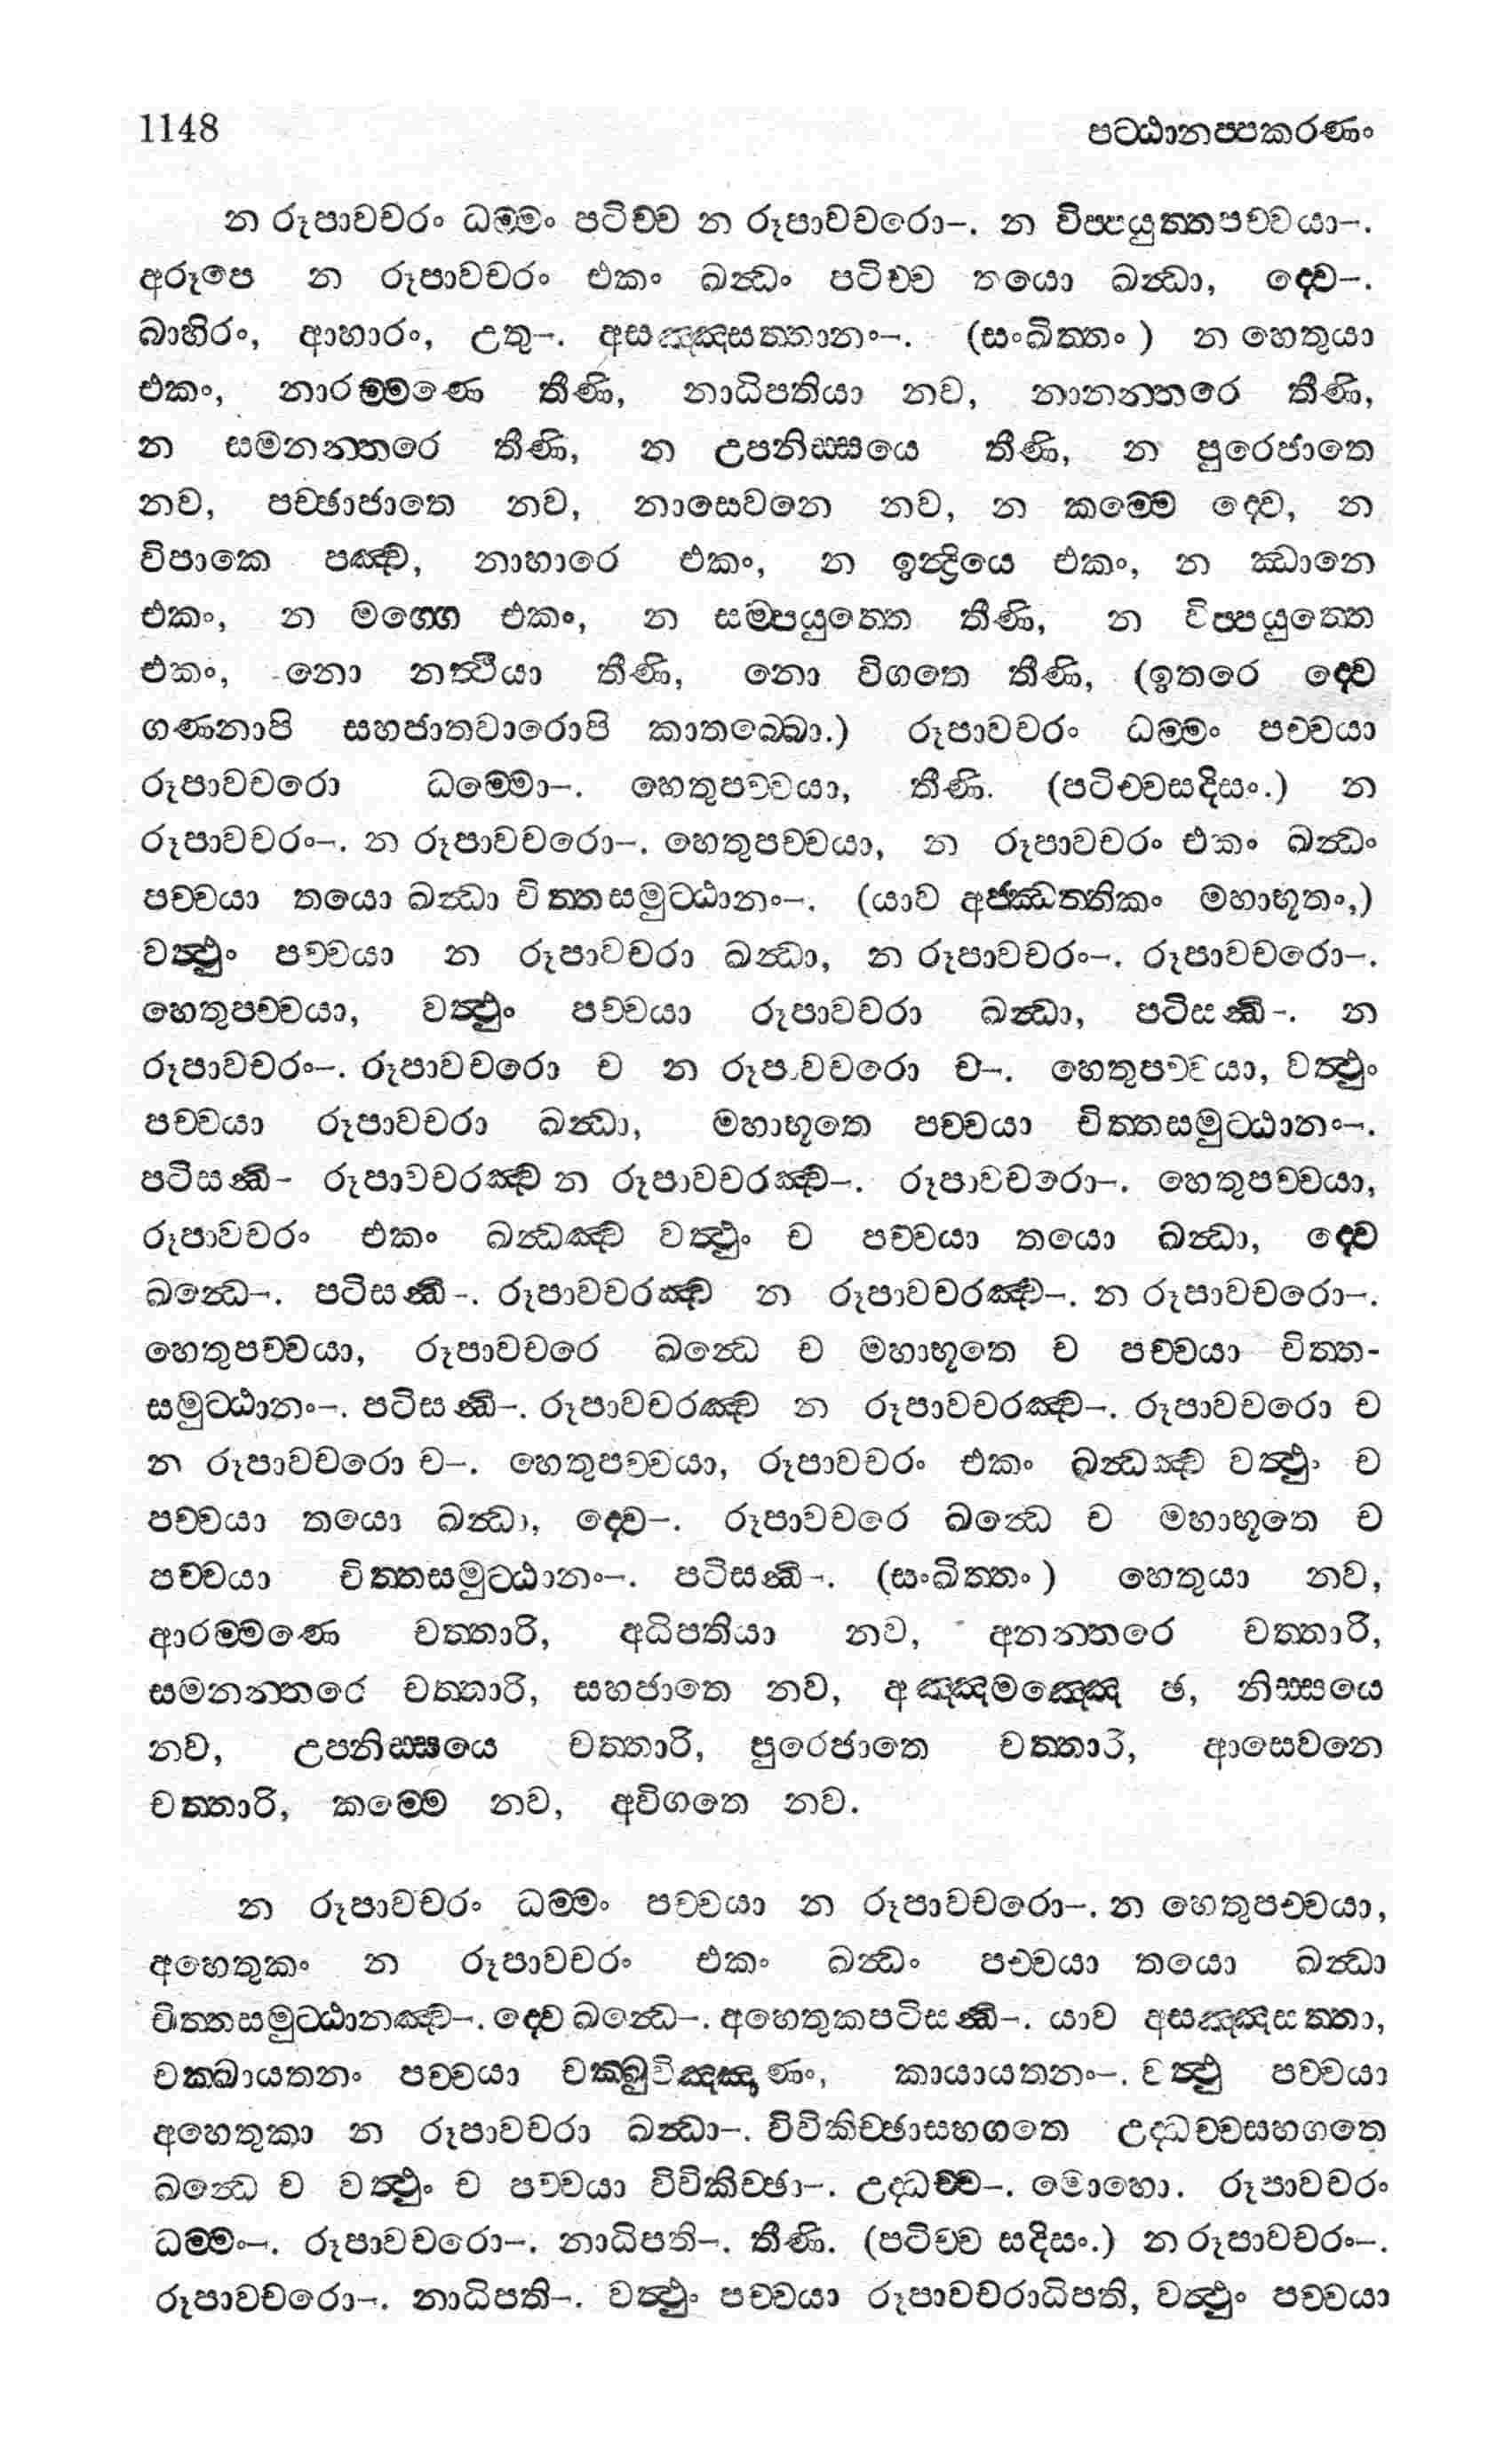 1148 පට්ඨානප්පකරණං
න රූපාවචරං ධම්මං පටිච්ච න රූපාවචරො–. න විප්පයුත්තපච්චයා–.
අරූපෙ න රූපාවචරං එකං ඛන්ධං පටිච්ච තයො ඛන්ධා, ද්වෙ–.
බාහිරං, ආහාරං, උතු–. අසඤ්ඤසත්තානං–. (සංඛිත්තං) න හෙතුයා
එකං, නාරම්මණෙ තීණි, නාධිපතියා නව, නානන්තරෙ තීණි,
න සමනන්තරෙ තීණි, න උපනිස්සයෙ තීණි, න පුරෙජාතෙ
නව, පච්ඡාජාතෙ නව, නාසෙවනෙ නව, න කම්මෙ ද්වෙ, න
විපාකෙ පඤ්ච, නාහාරෙ එකං, න ඉන්ද්‍රියෙ එකං, න ඣානෙ
එකං, න මග්ගෙ එකං, න සම්පයුත්තෙ තීණි, න විප්පයුත්තෙ
එකං, නො නත්ථියා තීණි, නො විගතෙ තීණි, (ඉතරෙ ද්වෙ
ගණනාපි සහජාතවාරොපි කාතබ්බො.) රූපාවචරං ධම්මං පච්චයා
රූපාවචරො ධම්මො–. හෙතුපච්චයා, තීණි. (පටිච්චසදිසං.) න
රූපාවචරං–. න රූපාවචරො–. හෙතුපච්චයා, න රූපාවචරං එකං ඛන්ධං
පච්චයා තයො ඛන්ධා චිත්තසමුට්ඨානං–. (යාව අජ්ඣත්තිකං මහාභූතං,)
වත්ථුං පච්චයා න රූපාවචරා ඛන්ධා, න රූපාවචරං–. රූපාවචරො–.
හෙතුපච්චයා, වත්ථුං පච්චයා රූපාවචරා ඛන්ධා, පටිසන්ධි–. න
රූපාවචරං–. රූපාවචරො ච න රූපාවචරො ච–. හෙතුපච්චයා, වත්ථුං
පච්චයා රූපාවචරා ඛන්ධා, මහාභූතෙ පච්චයා චිත්තසමුට්ඨානං–.
පටිසන්ධි– රූපාවචරඤ්ච න රූපාවචරඤ්ච–. රූපාවචරො–. හෙතුපච්චයා,
රූපාවචරං එකං ඛන්ධඤ්ච වත්ථුං ච පච්චයා තයො ඛන්ධා, ද්වෙ
ඛන්ධෙ–. පටිසන්ධි–. රූපාවචරඤ්ච න රූපාවචරඤ්ච–. න රූපාවචරො–.
හෙතුපච්චයා, රූපාවචරෙ ඛන්ධෙ ච මහාභූතෙ ච පච්චයා චිත්ත-
සමුට්ඨානං–. පටිසන්ධි–. රූපාවචරඤ්ච න රූපාවචරඤ්ච–. රූපාවචරො ච
න රූපාවචරො ච–. හෙතුපච්චයා, රූපාවචරං එකං ඛන්ධඤ්ච වත්ථුං ච
පච්චයා තයො ඛන්ධා, ද්වෙ–. රූපාවචරෙ ඛන්ධෙ ච මහාභූතෙ ච
පච්චයා චිත්තසමුට්ඨානං–. පටිසන්ධි–. (සංඛිත්තං) හෙතුයා නව,
ආරම්මණෙ චත්තාරි, අධිපතියා නව, අනන්තරෙ චත්තාරි,
සමනන්තරෙ චත්තාරි, සහජාතෙ නව, අඤ්ඤමඤ්ඤෙ ඡ, නිස්සයෙ
නව, උපනිස්සයෙ චත්තාරි, පුරෙජාතෙ චත්තාරි, ආසෙවනෙ
චත්තාරි, කම්මෙ නව, අවිගතෙ නව.
න රූපාවචරං ධම්මං පච්චයා න රූපාවචරො–. න හෙතුපච්චයා,
අහෙතුකං න රූපාවචරං එකං ඛන්ධං පච්චයා තයො ඛන්ධා
චිත්තසමුට්ඨානඤ්ච–. ද්වෙ ඛන්ධෙ–. අහෙතුකපටිසන්ධි–. යාව අසඤ්ඤසත්තා,
චක්ඛායතනං පච්චයා චක්ඛුවිඤ්ඤාණං, කායායතනං–. වත්ථු පච්චයා
අහෙතුකා න රූපාවචරා ඛන්ධා–. විචිකිච්ඡාසහගතෙ උද්ධච්චසහගතෙ
ඛන්ධෙ ච වත්ථුං ච පච්චයා විචිකිච්ඡා–. උද්ධච්ච–. මොහො. රූපාවචරං
ධම්මං–. රූපාවචරො–. නාධිපති–. තීණි. (පටිච්ච සදිසං.) න රූපාවචරං–.
රූපාවචරො–. නාධිපති–. වත්ථුං පච්චයා රූපාවචරාධිපති, වත්ථුං පච්චයා